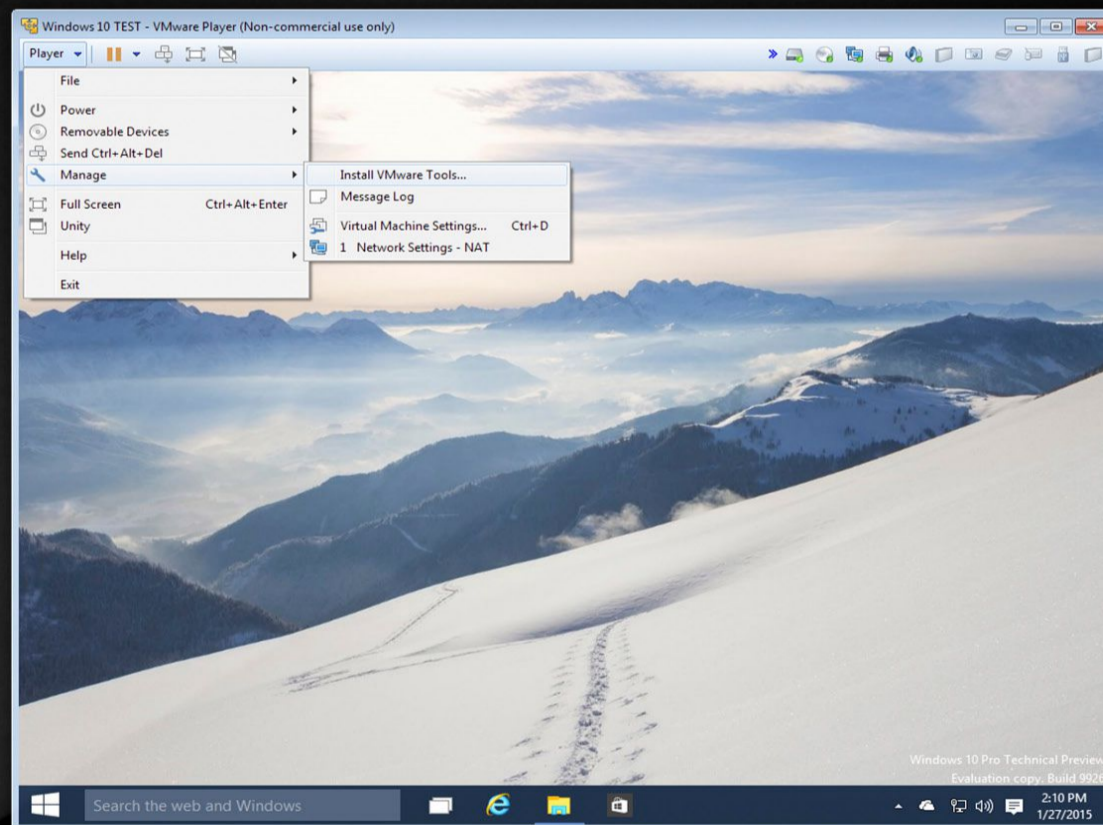 Windows 10 TEST - VMware Player (Non-commercial use only)
Player
File
Power
Removable Devices
Send Ctrl+Alt+Del
Manage
Full Screen Ctrl+Alt+Enter
Unity
Help
Exit
Install VMware Tools...
Message Log
Virtual Machine Settings... Ctrl+D
1 Network Settings - NAT
Windows 10 Pro Technical Preview
Evaluation copy. Build 9926
Search the web and Windows
2:10 PM
1/27/2015